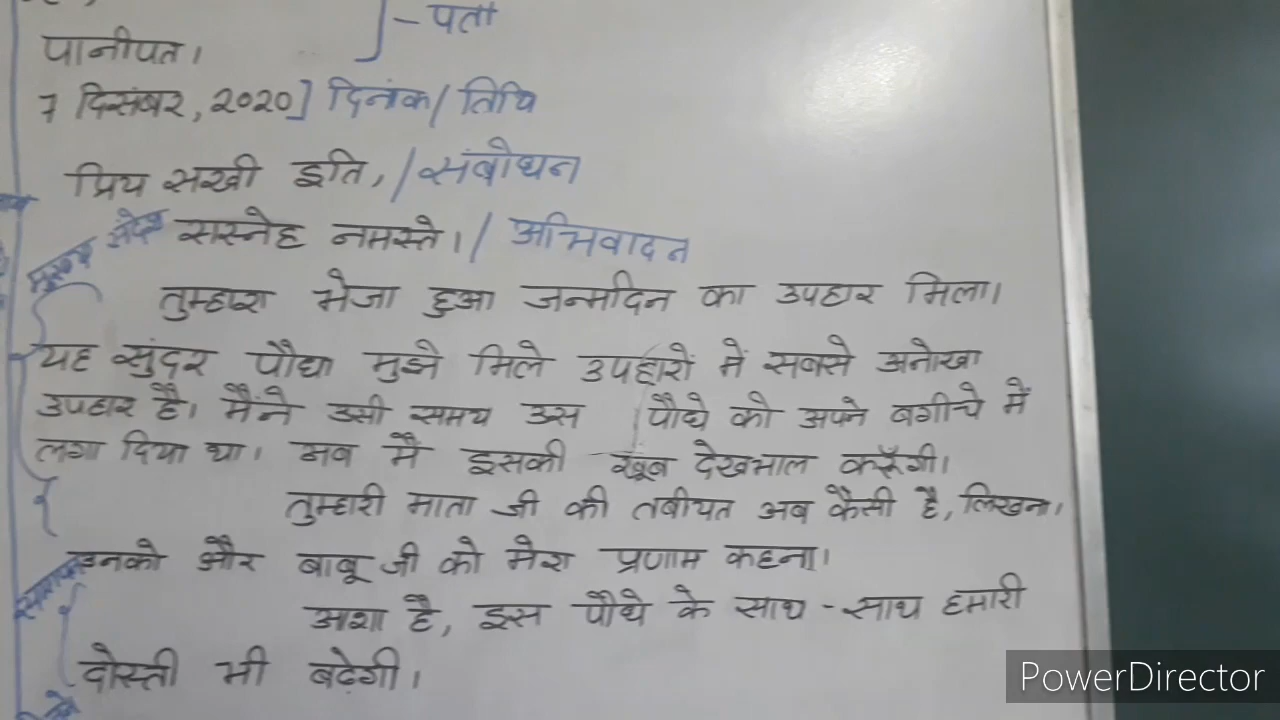 ]-पता
पानीपत।
7 दिसंबर, 2020] दिनांक/तिथि
प्रिय सखी इति, /संबोधन
सस्नेह नमस्ते। / अभिवादन
मुख्य संदेश
तुम्हारा भेजा हुआ जन्मदिन का उपहार मिला।
यह सुंदर पौधा मुझे मिले उपहारों में सबसे अनोखा
उपहार है। मैंने उसी समय उस पौधे को अपने बगीचे में
लगा दिया था। अब मैं इसकी खूब देखभाल करूँगी।
तुम्हारी माता जी की तबीयत अब कैसी है, लिखना।
उनको और बाबू जी को मेरा प्रणाम कहना।
आशा है, इस पौधे के साथ-साथ हमारी
दोस्ती भी बढ़ेगी।
PowerDirector